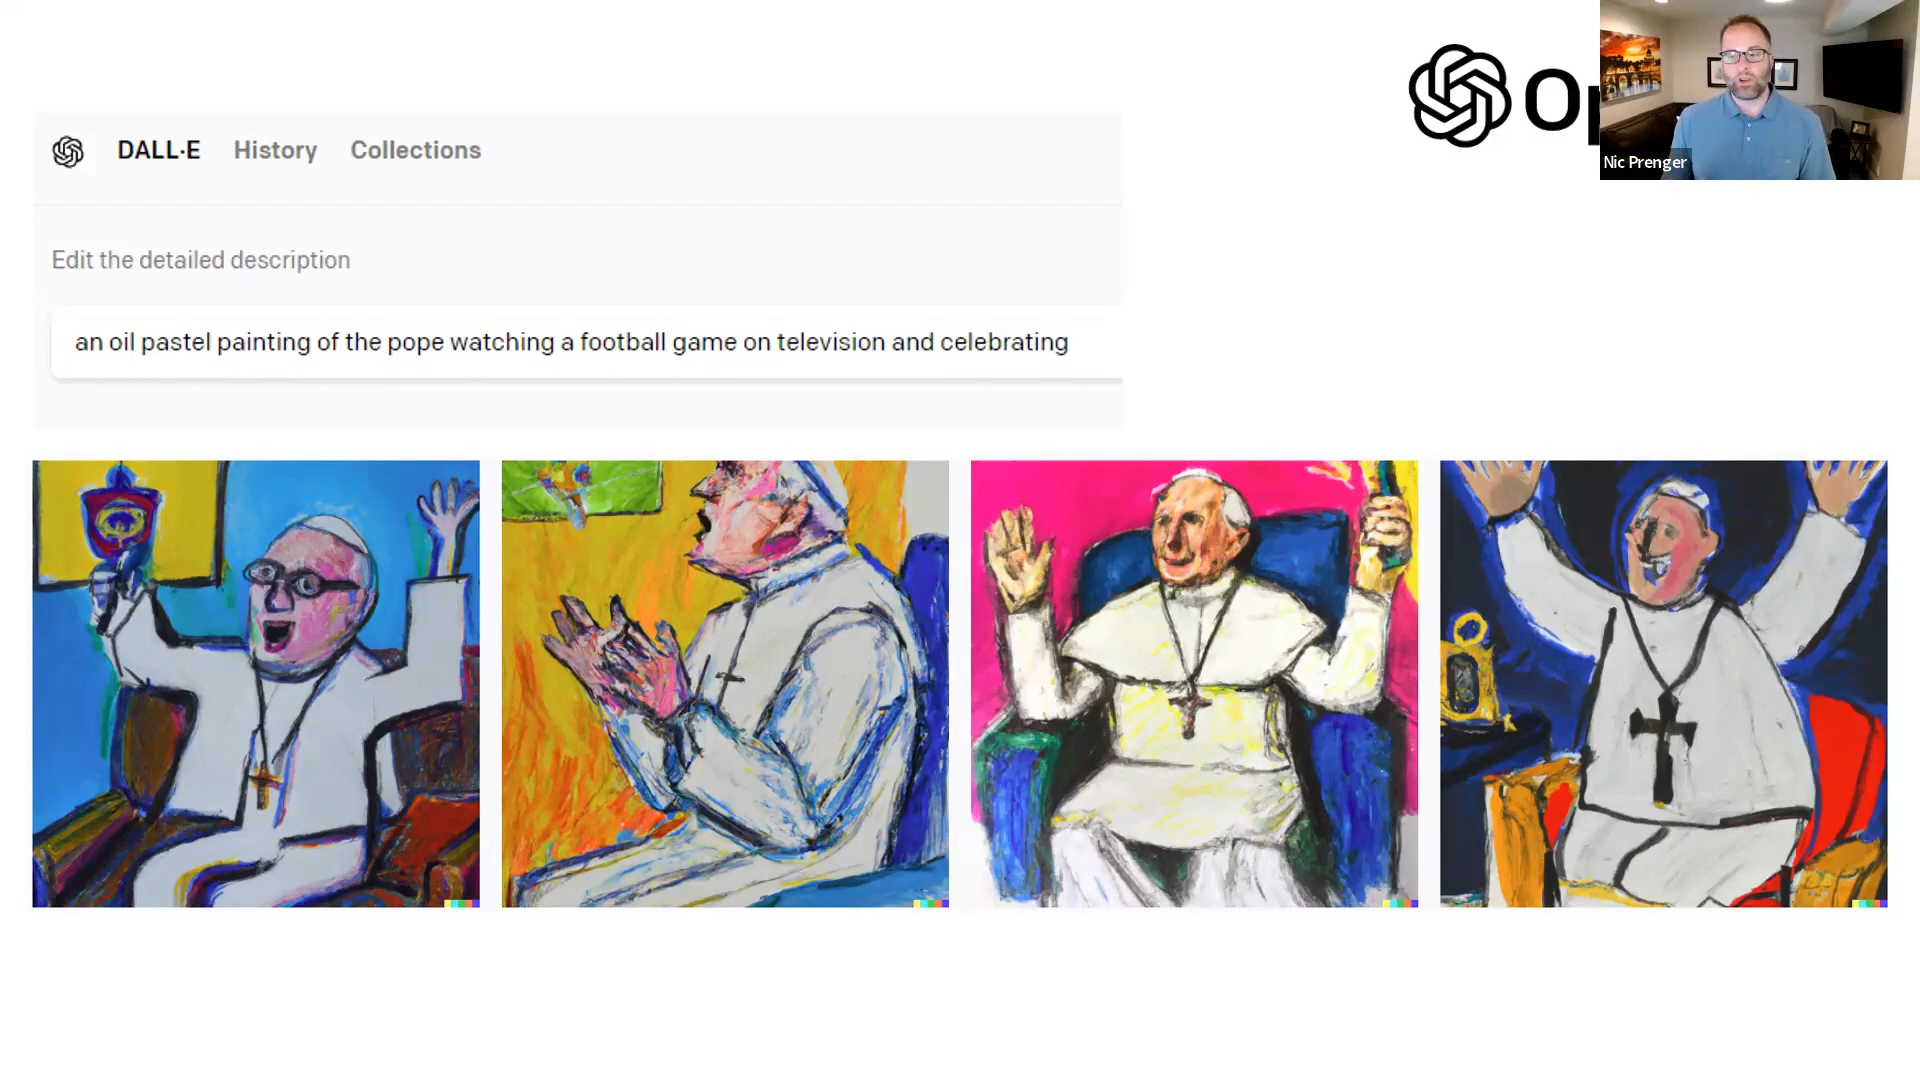 Op
Nic Prenger
DALL·E History Collections
Edit the detailed description
an oil pastel painting of the pope watching a football game on television and celebrating